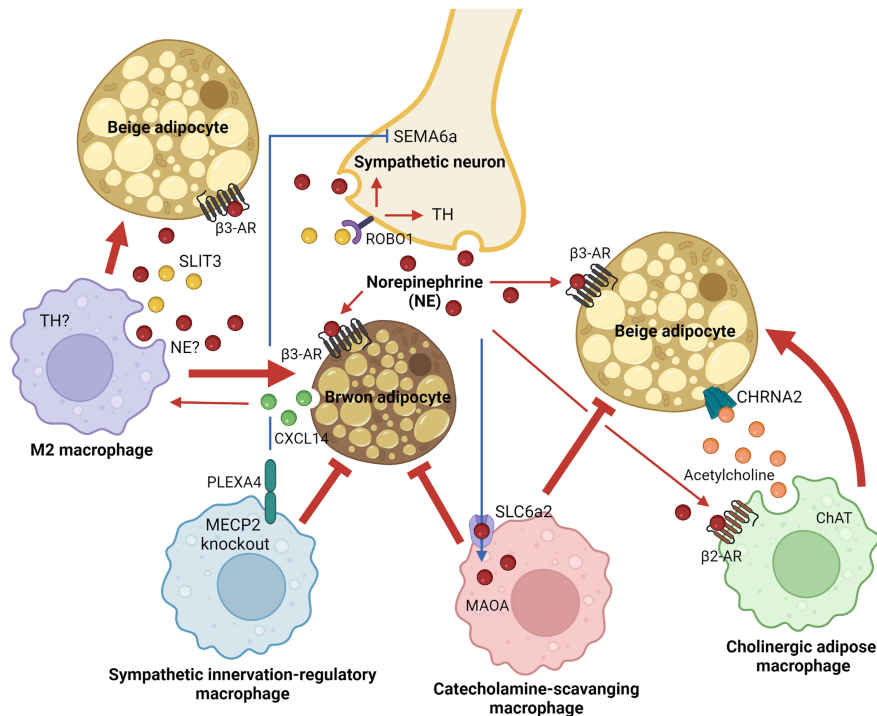 Beige adipocyte
β3-AR
SEMA6a
Sympathetic neuron
TH
ROBO1
SLIT3
TH?
NE?
M2 macrophage
Norepinephrine
(NE)
β3-AR
Brwon adipocyte
CXCL14
β3-AR
Beige adipocyte
CHRNA2
Acetylcholine
β2-AR
ChAT
Cholinergic adipose
macrophage
PLEXA4
MECP2
knockout
Sympathetic innervation-regulatory
macrophage
SLC6a2
MAOA
Catecholamine-scavanging
macrophage